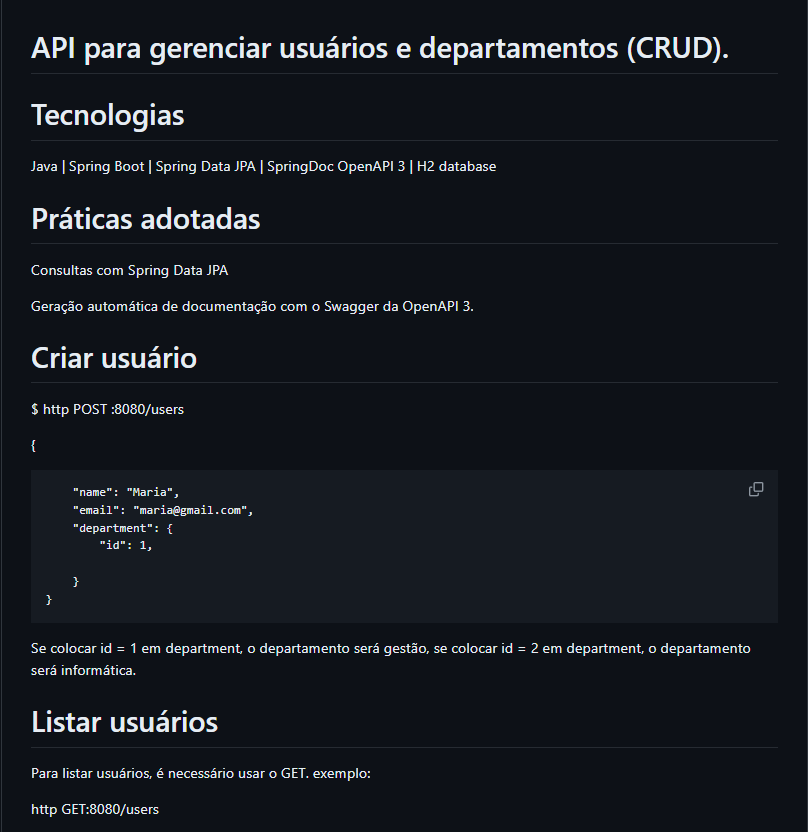 API para gerenciar usuários e departamentos (CRUD).
Tecnologias
Java | Spring Boot | Spring Data JPA | SpringDoc OpenAPI 3 | H2 database
Práticas adotadas
Consultas com Spring Data JPA
Geração automática de documentação com o Swagger da OpenAPI 3.
Criar usuário
$ http POST :8080/users
{
"name": "Maria",
"email": "maria@gmail.com",
"department": {
"id": 1,
}
}
Se colocar id = 1 em department, o departamento será gestão, se colocar id = 2 em department, o departamento
será informática.
Listar usuários
Para listar usuários, é necessário usar o GET. exemplo:
http GET:8080/users